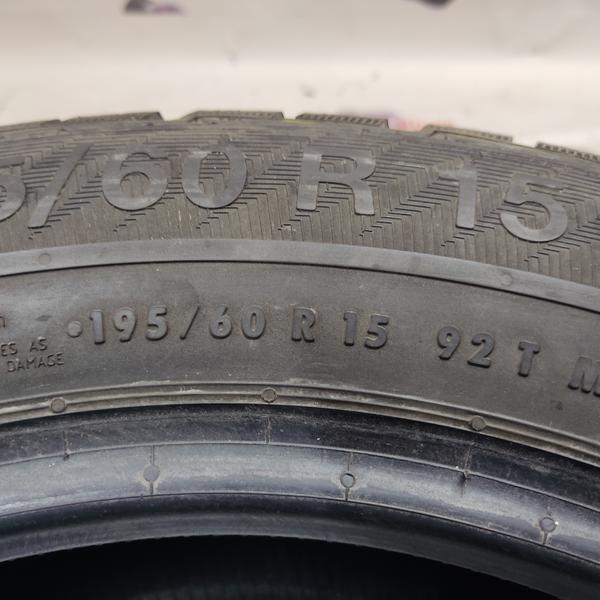 /60 R 15
195/60 R 15 92 T M
ES AS
DAMAGE